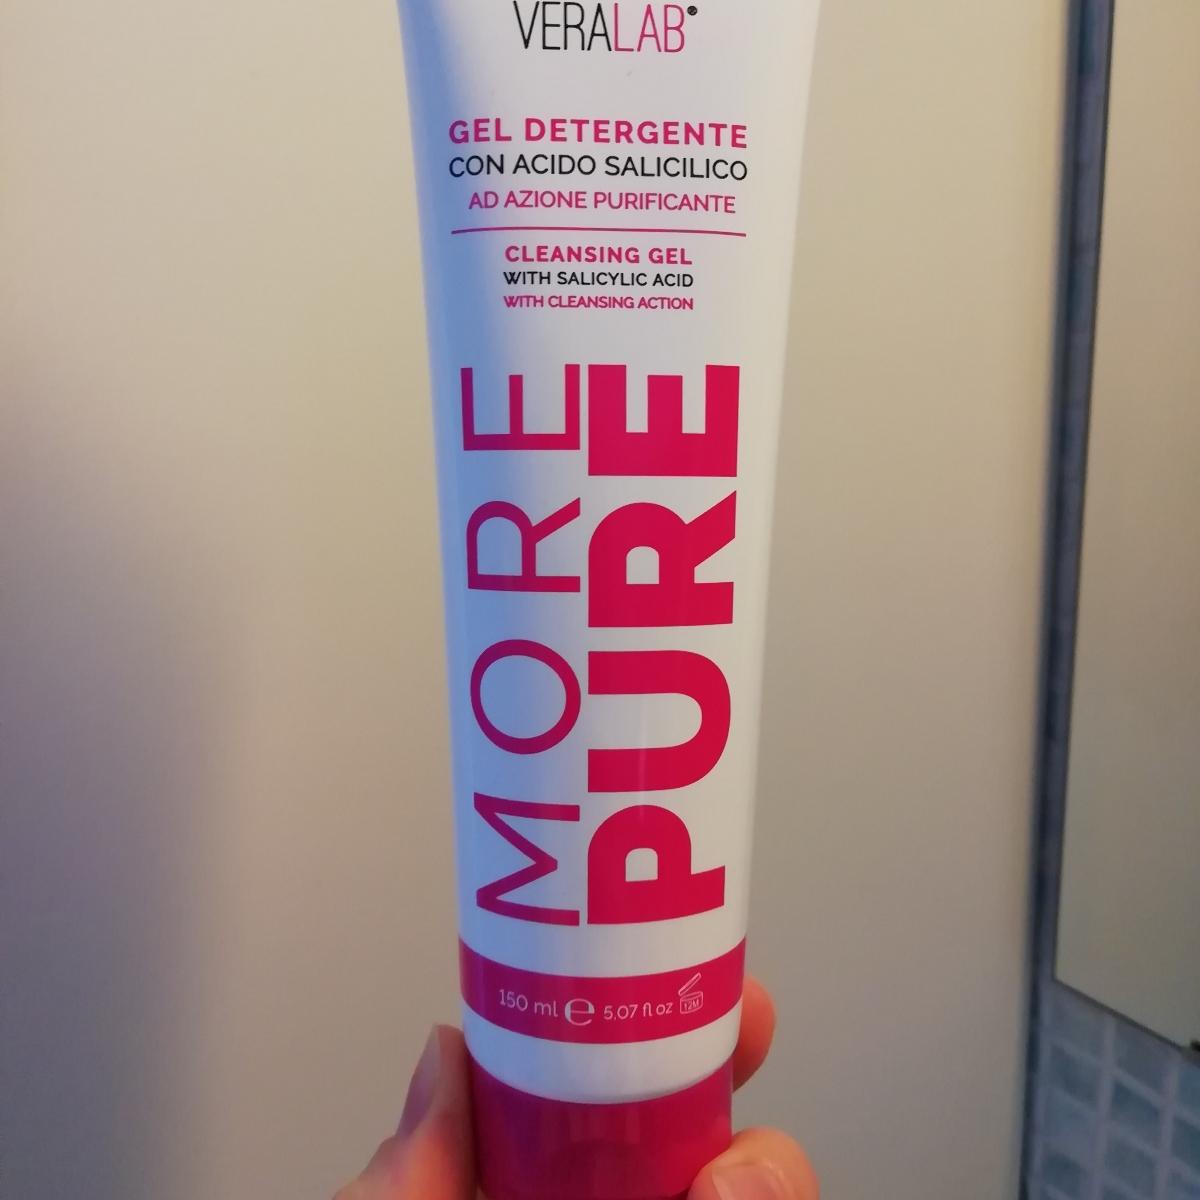 VERALAB®
GEL DETERGENTE
CON ACIDO SALICILICO
AD AZIONE PURIFICANTE
CLEANSING GEL
WITH SALICYLIC ACID
WITH CLEANSING ACTION
MORE
PURE
150 ml ℮ 5,07 fl oz 12M